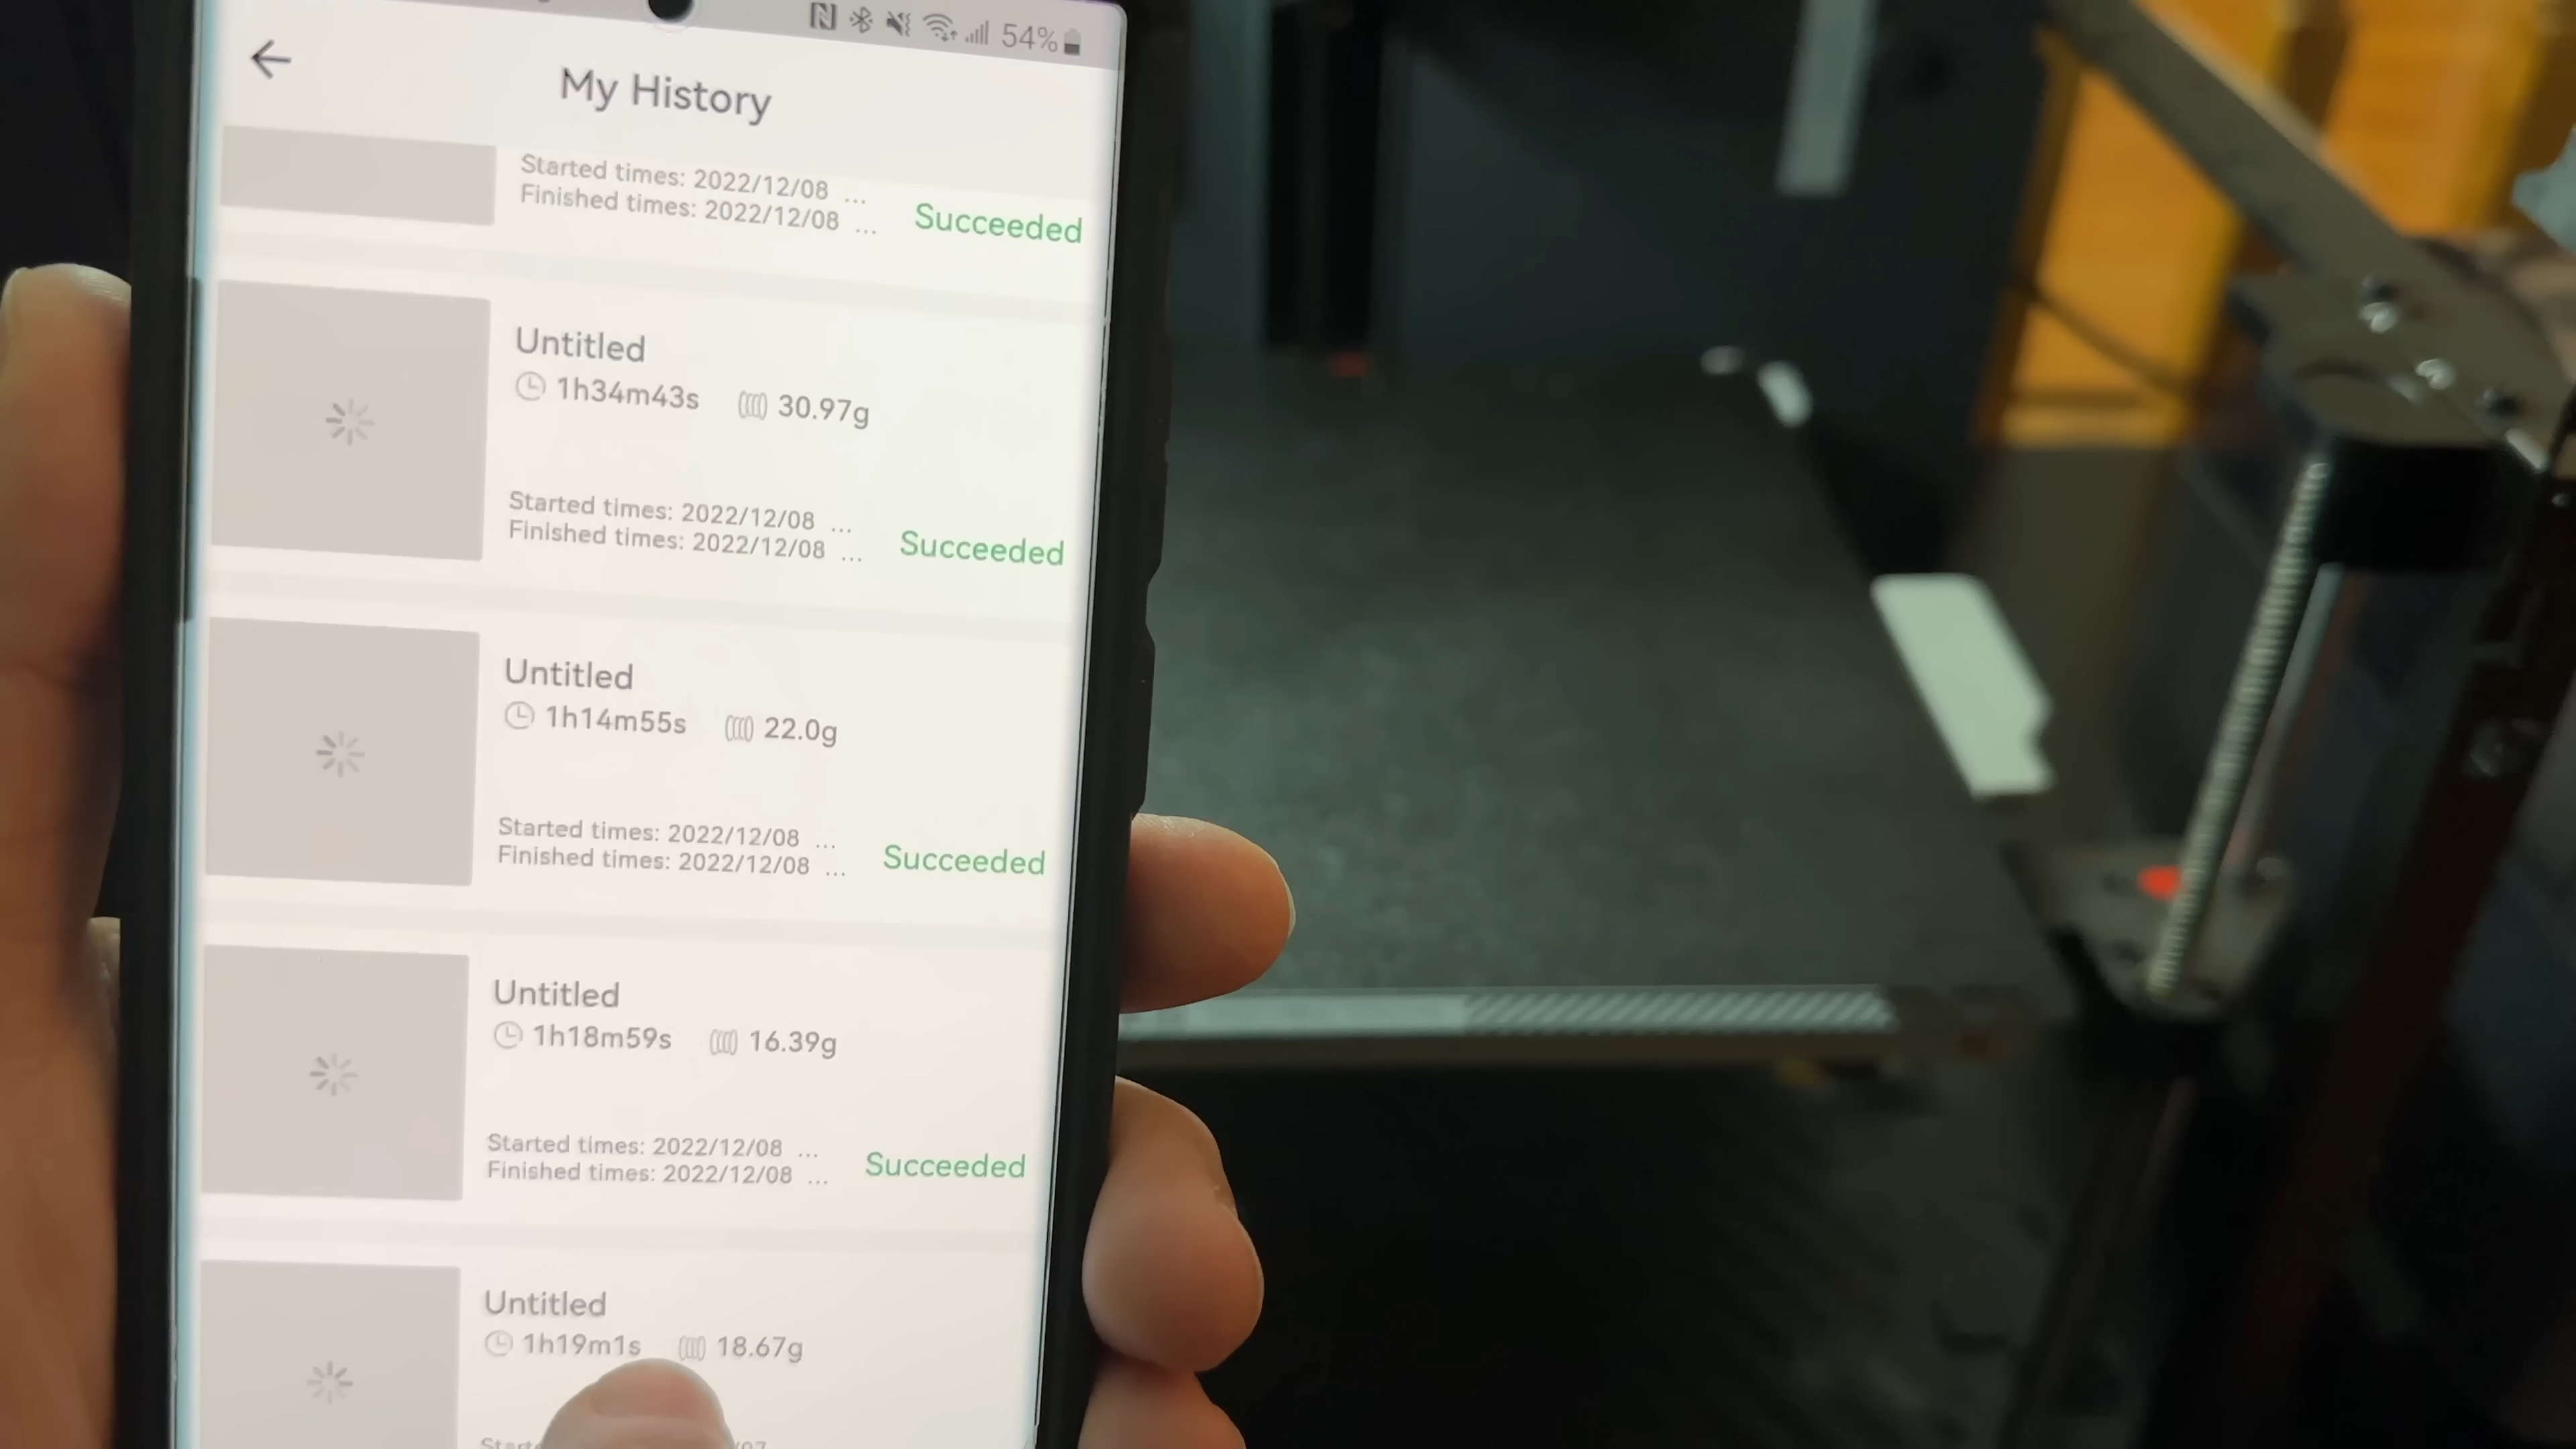 54%
My History
Started times: 2022/12/08 ...
Finished times: 2022/12/08 ...
Succeeded
Untitled
1h34m43s 30.97g
Started times: 2022/12/08 ...
Finished times: 2022/12/08 ...
Succeeded
Untitled
1h14m55s 22.0g
Started times: 2022/12/08 ...
Finished times: 2022/12/08 ...
Succeeded
Untitled
1h18m59s 16.39g
Started times: 2022/12/08 ...
Finished times: 2022/12/08 ...
Succeeded
Untitled
1h19m1s 18.67g